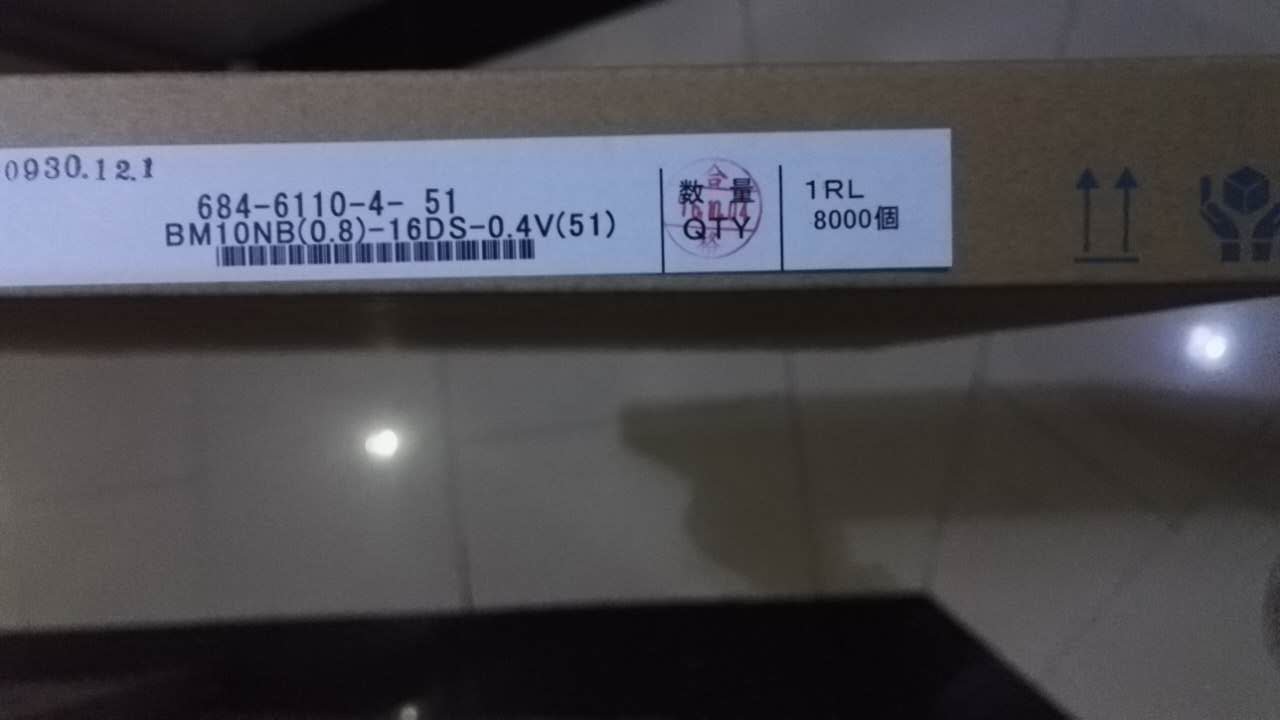 0930.12.1
684-6110-4- 51
BM10NB(0.8)-16DS-0.4V(51)
数 量
QTY
合
1RL
8000個